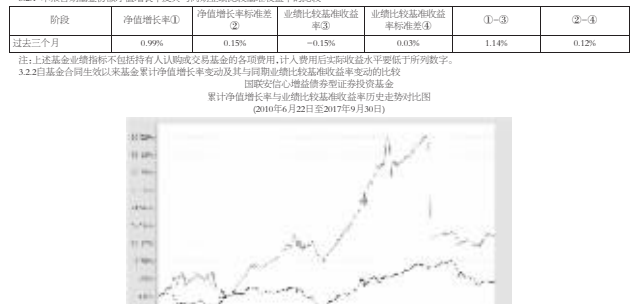 阶段 净值增长率① 净值增长率标准差② 业绩比较基准收益率③ 业绩比较基准收益率标准差④ ①-③ ②-④
过去三个月 0.99% 0.15% -0.15% 0.03% 1.14% 0.12%
注:上述基金业绩指标不包括持有人认购或交易基金的各项费用,计入费用后实际收益水平要低于所列数字。
3.2.2自基金合同生效以来基金累计净值增长率变动及其与同期业绩比较基准收益率变动的比较
国联安信心增益债券型证券投资基金
累计净值增长率与业绩比较基准收益率历史走势对比图
(2010年6月22日至2017年9月30日)